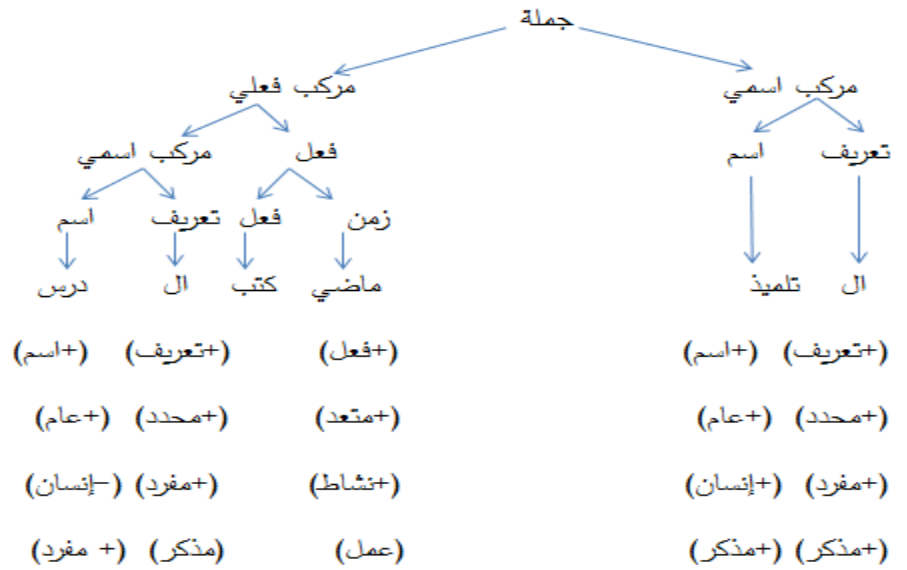 جملة
مركب اسمي مركب فعلي
تعريف اسم فعل مركب اسمي
زمن فعل تعريف اسم
ال تلميذ ماضي كتب ال درس
(+تعريف) (+اسم) (+فعل) (+تعريف) (+اسم)
(+محدد) (+عام) (+متعد) (+محدد) (+عام)
(+مفرد) (+إنسان) (+نشاط) (+مفرد) (–إنسان)
(+مذكر) (+مذكر) (عمل) (مذكر) (+ مفرد)